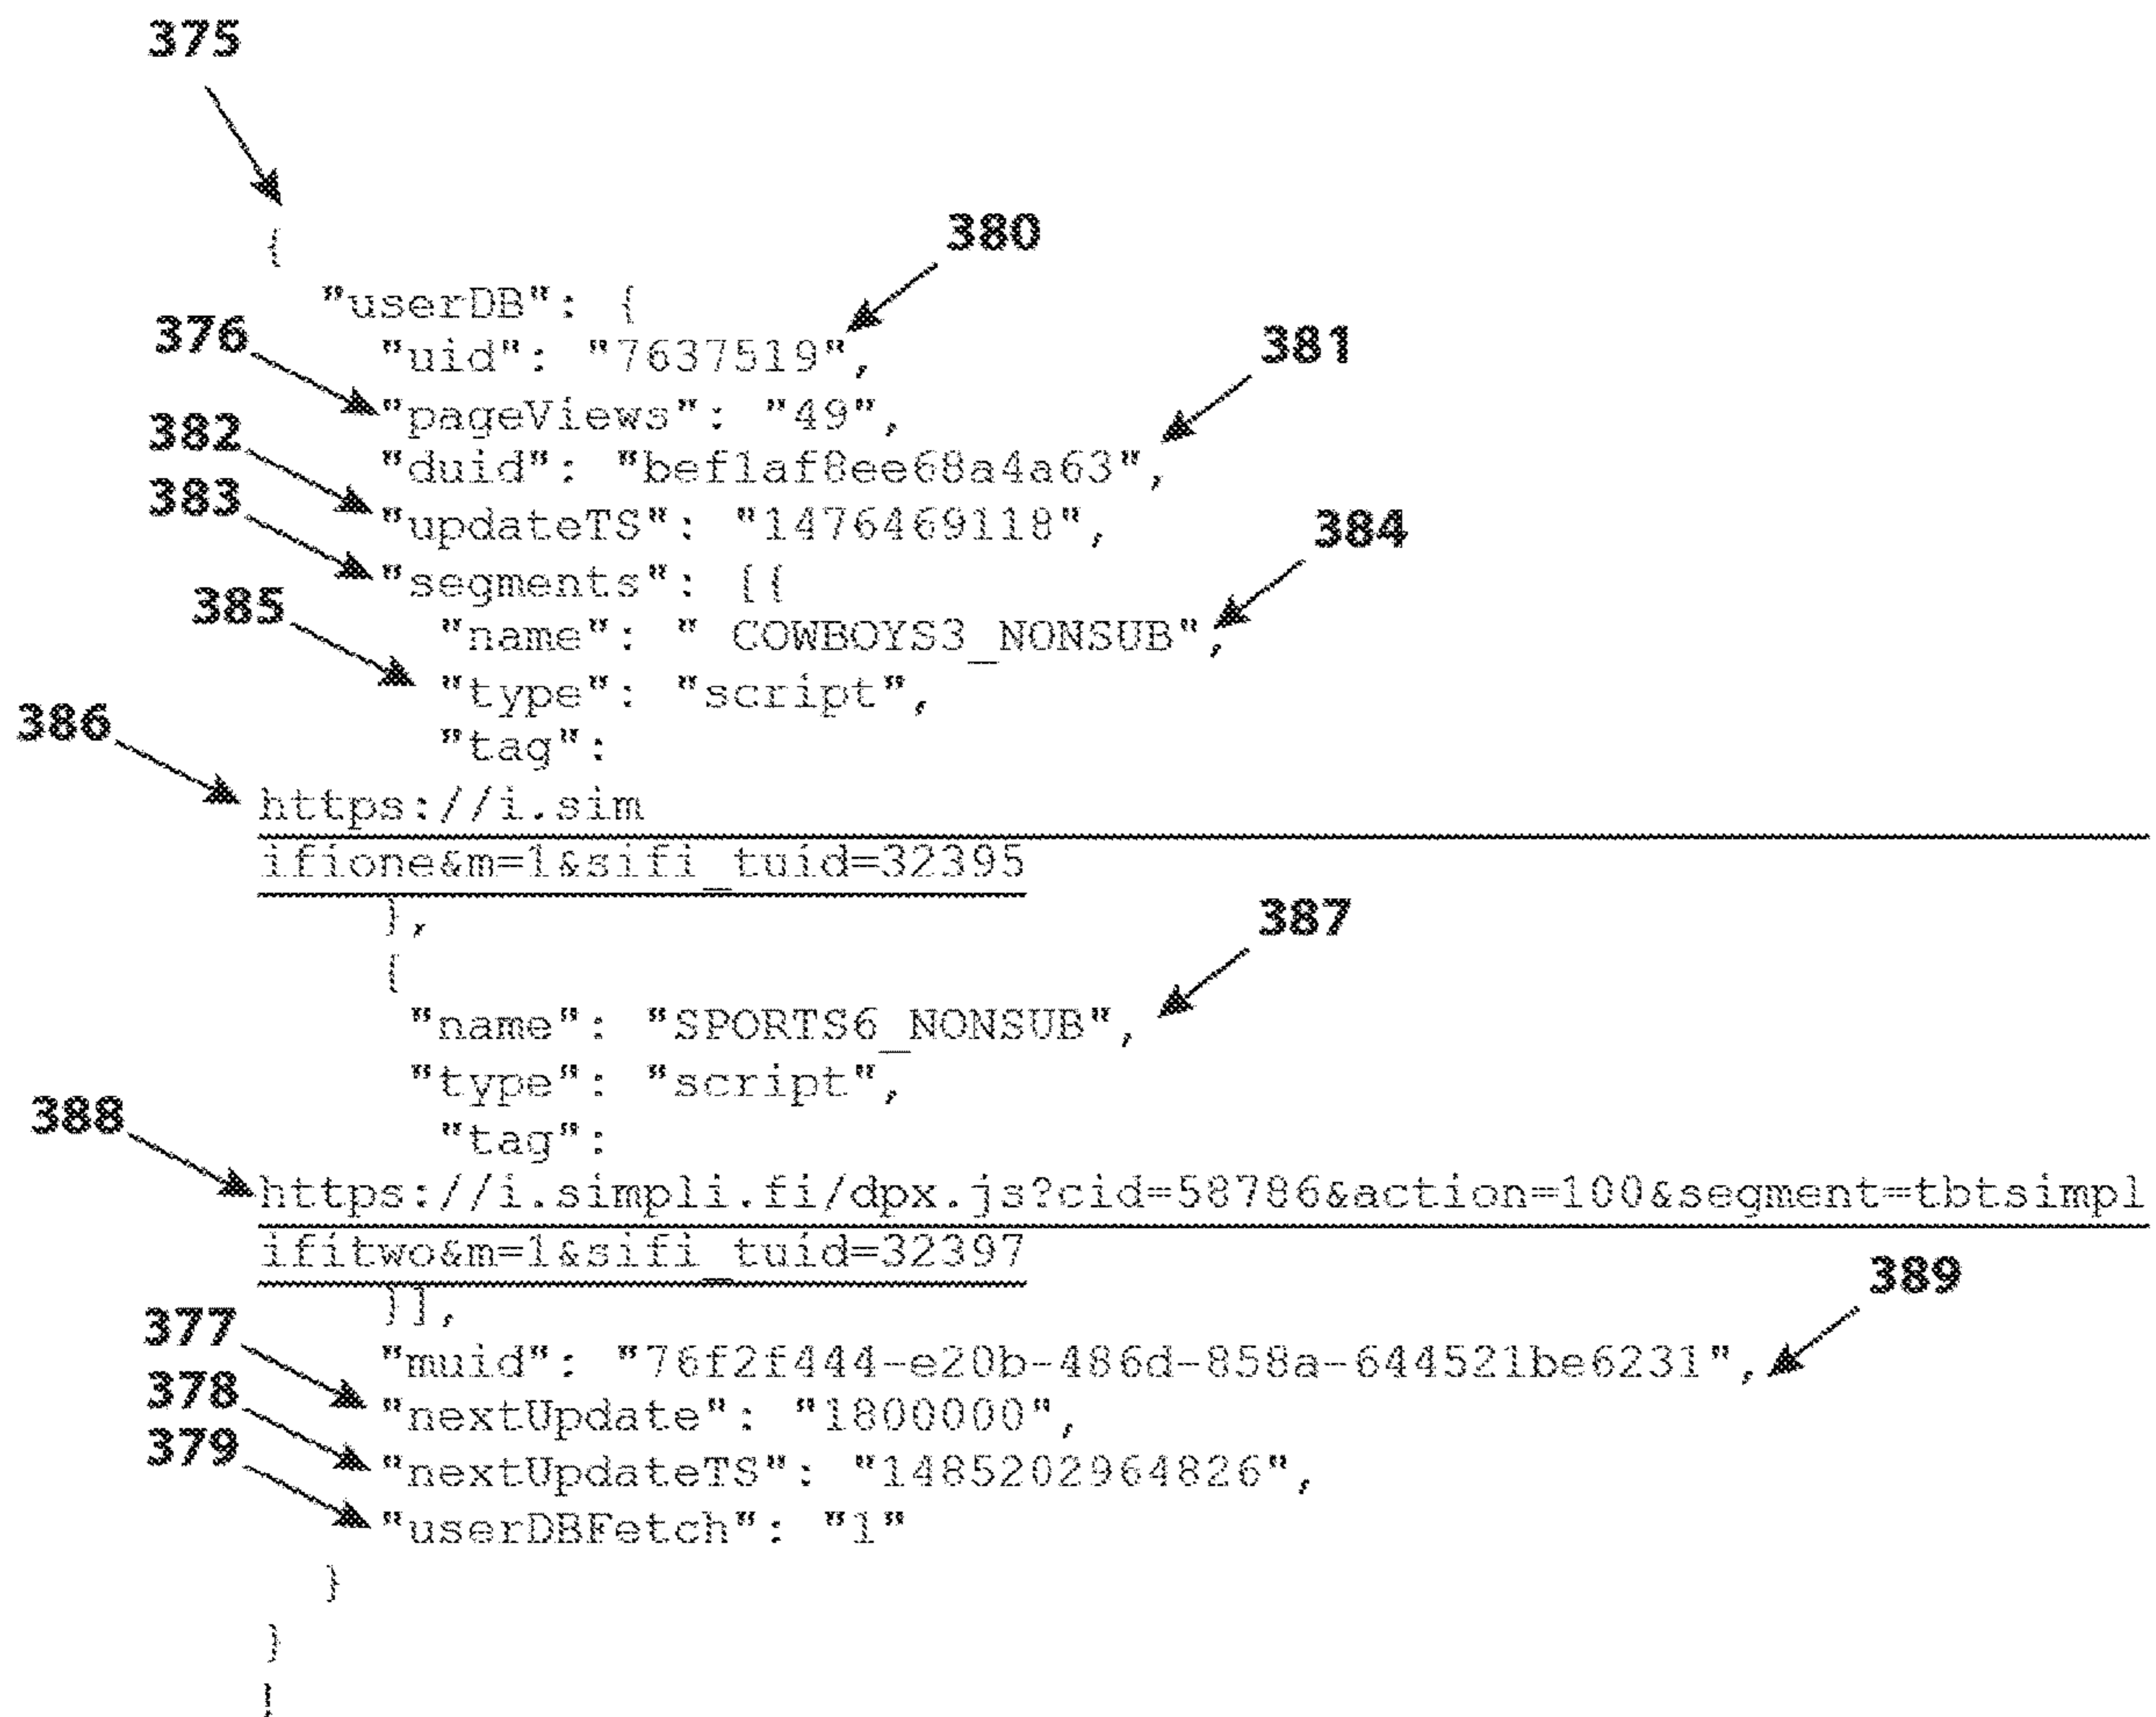 375
{
380
"userDB": {
376
"uid": "7637519",
381
"pageViews": "49",
382
"duid": "bef1af8ee68a4a63",
383
"updateTS": "1476469118",
384
"segments": [{
385
"name": " COWBOYS3_NONSUB",
"type": "script",
386
"tag":
https://i.sim
ifione&m=1&sifi_tuid=32395
},
387
{
"name": "SPORTS6_NONSUB",
"type": "script",
388
"tag":
https://i.simpli.fi/dpx.js?cid=58786&action=100&segment=tbtsimpl
ifitwo&m=1&sifi_tuid=32397
389
}],
377
"muid": "76f2f444-e20b-486d-858a-644521be6231",
378
"nextUpdate": "1800000",
379
"nextUpdateTS": "1485202964826",
"userDBFetch": "1"
}
}